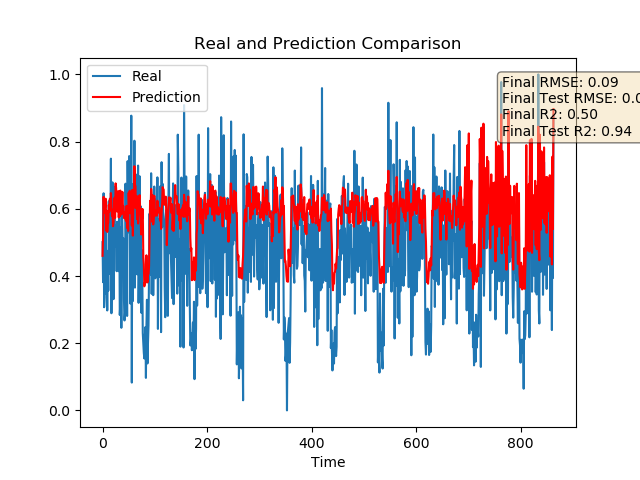 Real and Prediction Comparison
Real
Prediction
Final RMSE: 0.09
Final Test RMSE:
Final R2: 0.50
Final Test R2: 0.94
1.0
0.8
0.6
0.4
0.2
0.0
0 200 400 600 800
Time